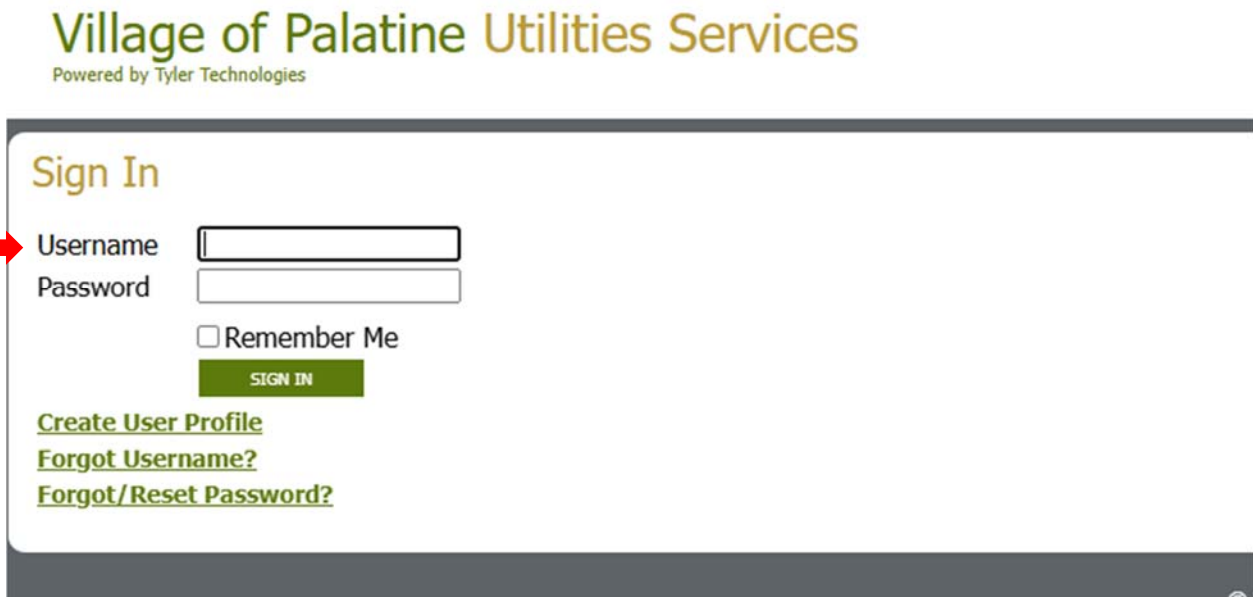 Village of Palatine Utilities Services
Powered by Tyler Technologies
Sign In
Username
Password
Remember Me
SIGN IN
Create User Profile
Forgot Username?
Forgot/Reset Password?